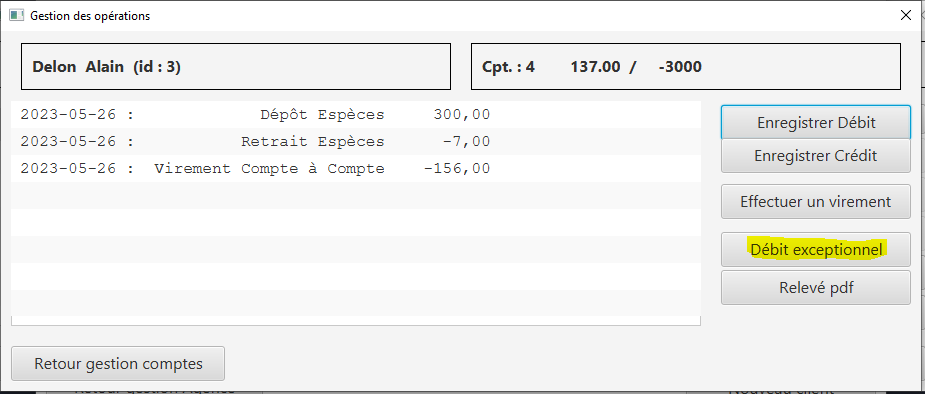 Gestion des opérations
Delon Alain (id : 3)
Cpt. : 4 137.00 / -3000
2023-05-26 : Dépôt Espèces 300,00
2023-05-26 : Retrait Espèces -7,00
2023-05-26 : Virement Compte à Compte -156,00
Enregistrer Débit
Enregistrer Crédit
Effectuer un virement
Débit exceptionnel
Relevé pdf
Retour gestion comptes